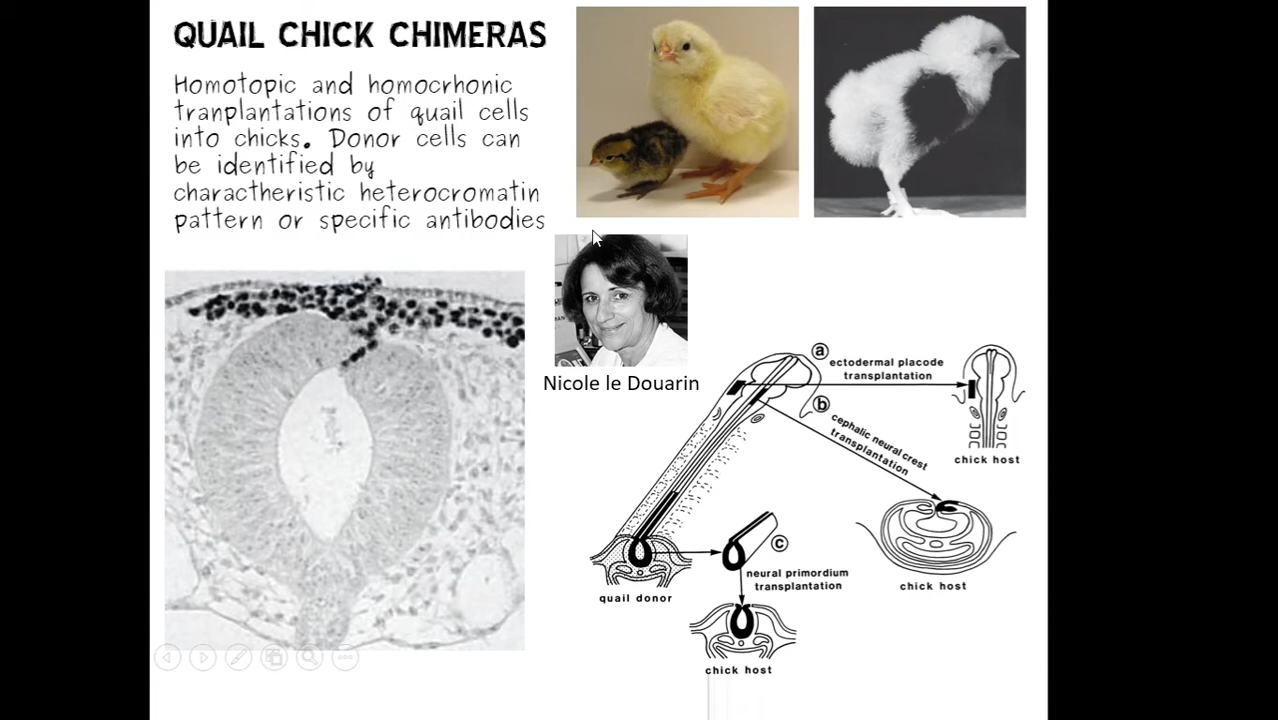 QUAIL CHICK CHIMERAS
Homotopic and homocrhonic
tranplantations of quail cells
into chicks. Donor cells can
be identified by
charactheristic heterocromatin
pattern or specific antibodies
Nicole le Douarin
a
ectodermal placode
transplantation
chick host
b
cephalic neural crest
transplantation
chick host
c
neural primordium
transplantation
quail donor
chick host